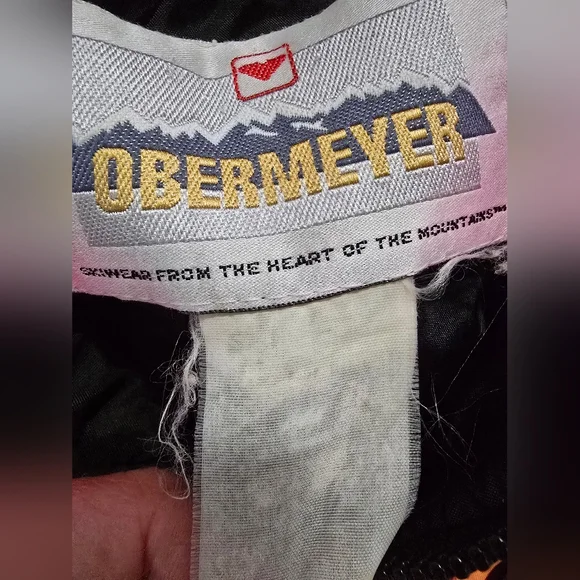 OBERMEYER
SKIWEAR FROM THE HEART OF THE MOUNTAINS™